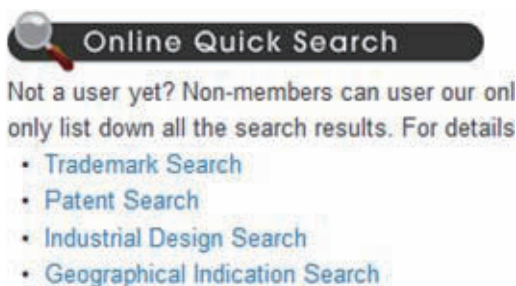 Online Quick Search
Not a user yet? Non-members can user our onl
only list down all the search results. For details
• Trademark Search
• Patent Search
• Industrial Design Search
• Geographical Indication Search